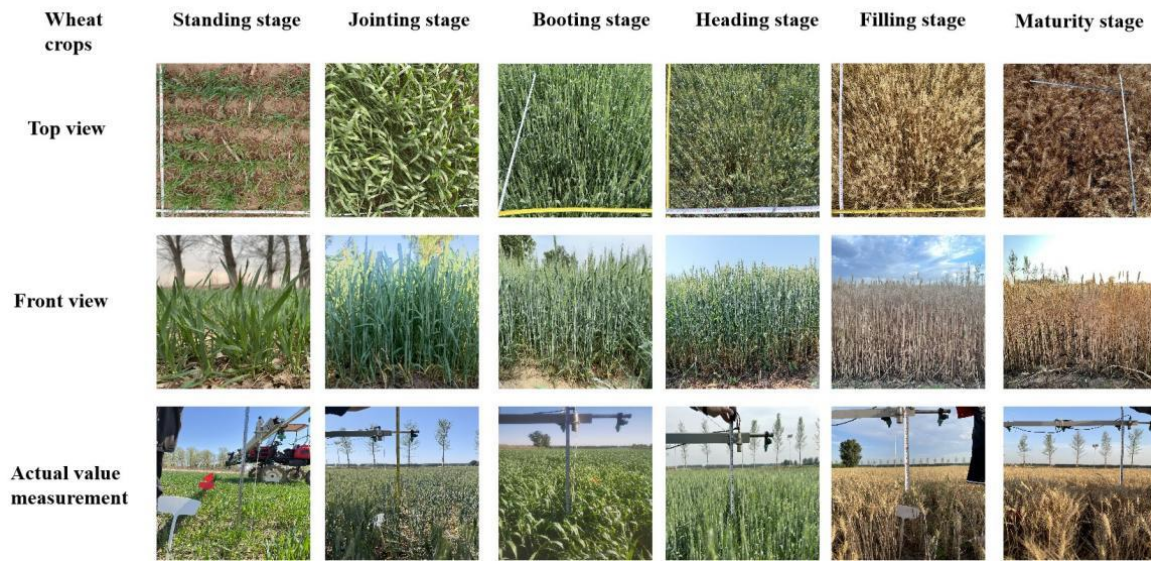 Wheat crops
Standing stage
Jointing stage
Booting stage
Heading stage
Filling stage
Maturity stage
Top view
Front view
Actual value
measurement